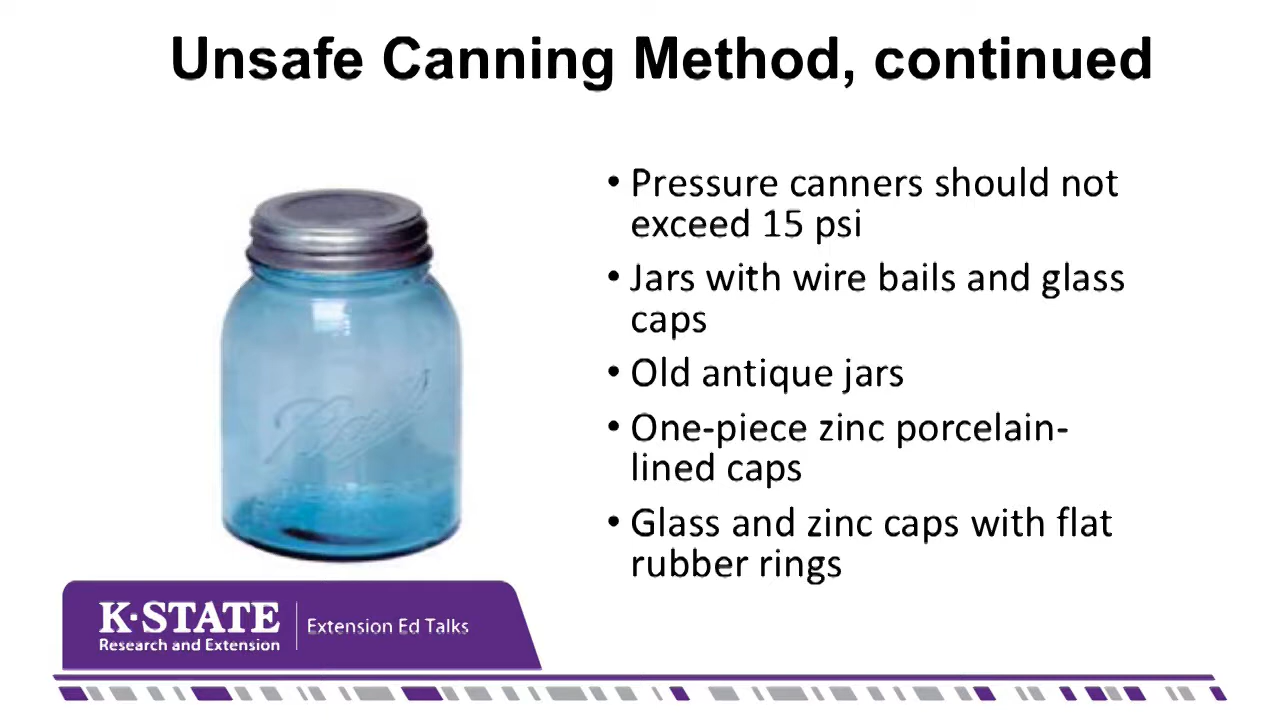 Unsafe Canning Method, continued
• Pressure canners should not
exceed 15 psi
• Jars with wire bails and glass
caps
• Old antique jars
• One-piece zinc porcelain-
lined caps
• Glass and zinc caps with flat
rubber rings
Ball
K-STATE
Research and Extension
Extension Ed Talks